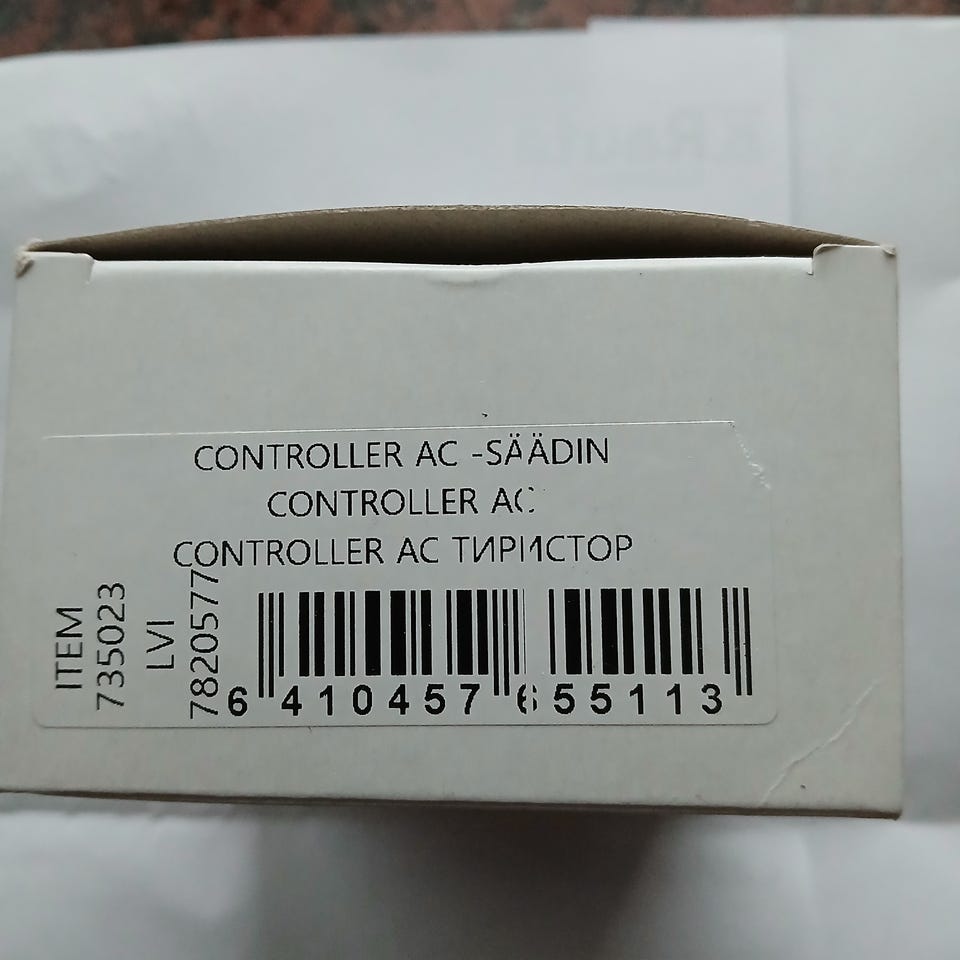 CONTROLLER AC -SÄÄDIN
CONTROLLER AC
CONTROLLER AC ТИРИСТОР
ITEM
735023
LVI
7820577
6 410457 655113